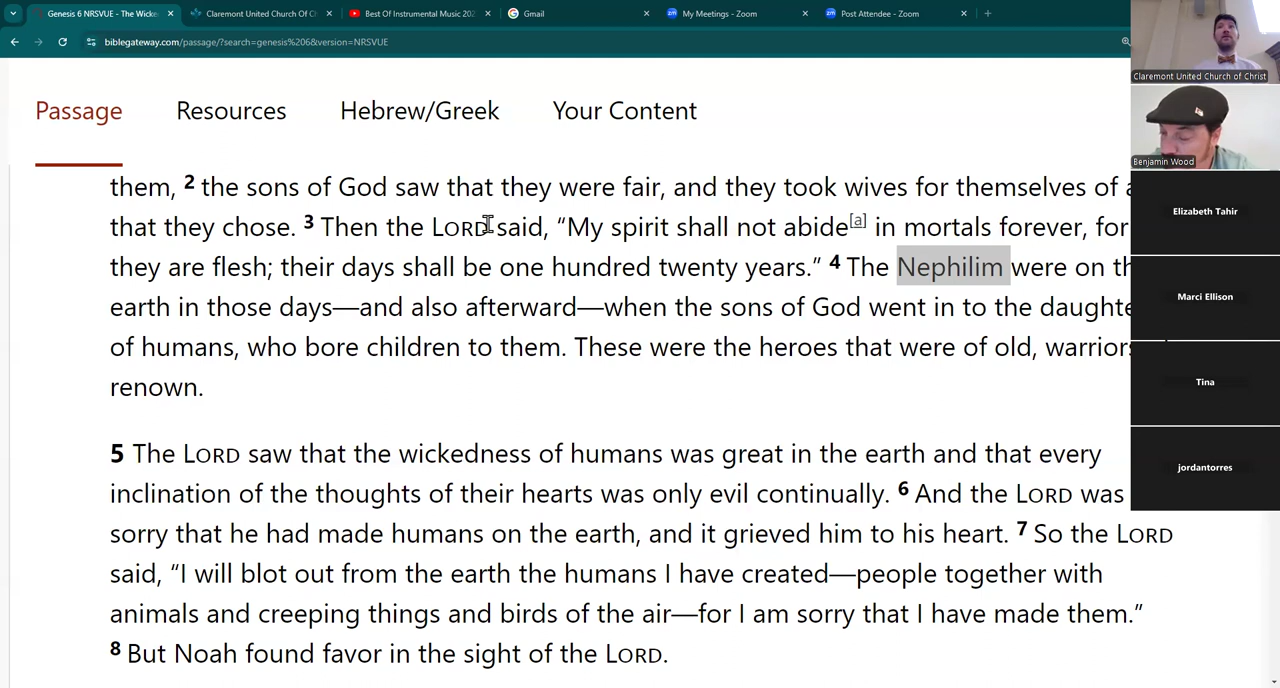 Genesis 6 NRSVUE - The Wicke
Claremont United Church Of C
Best Of Instrumental Music 202
Gmail
My Meetings - Zoom
Post Attendee - Zoom
biblegateway.com/passage/?search=genesis%206&version=NRSVUE
Claremont United Church of Christ
Passage Resources Hebrew/Greek Your Content
Benjamin Wood
them, 2 the sons of God saw that they were fair, and they took wives for themselves of
that they chose. 3 Then the LORD said, “My spirit shall not abide[a] in mortals forever, for
they are flesh; their days shall be one hundred twenty years.” 4 The Nephilim were on th
earth in those days—and also afterward—when the sons of God went in to the daughte
of humans, who bore children to them. These were the heroes that were of old, warriors
renown.
5 The LORD saw that the wickedness of humans was great in the earth and that every
inclination of the thoughts of their hearts was only evil continually. 6 And the LORD was
sorry that he had made humans on the earth, and it grieved him to his heart. 7 So the LORD
said, “I will blot out from the earth the humans I have created—people together with
animals and creeping things and birds of the air—for I am sorry that I have made them.”
8 But Noah found favor in the sight of the LORD.
Elizabeth Tahir
Marci Ellison
Tina
jordantorres